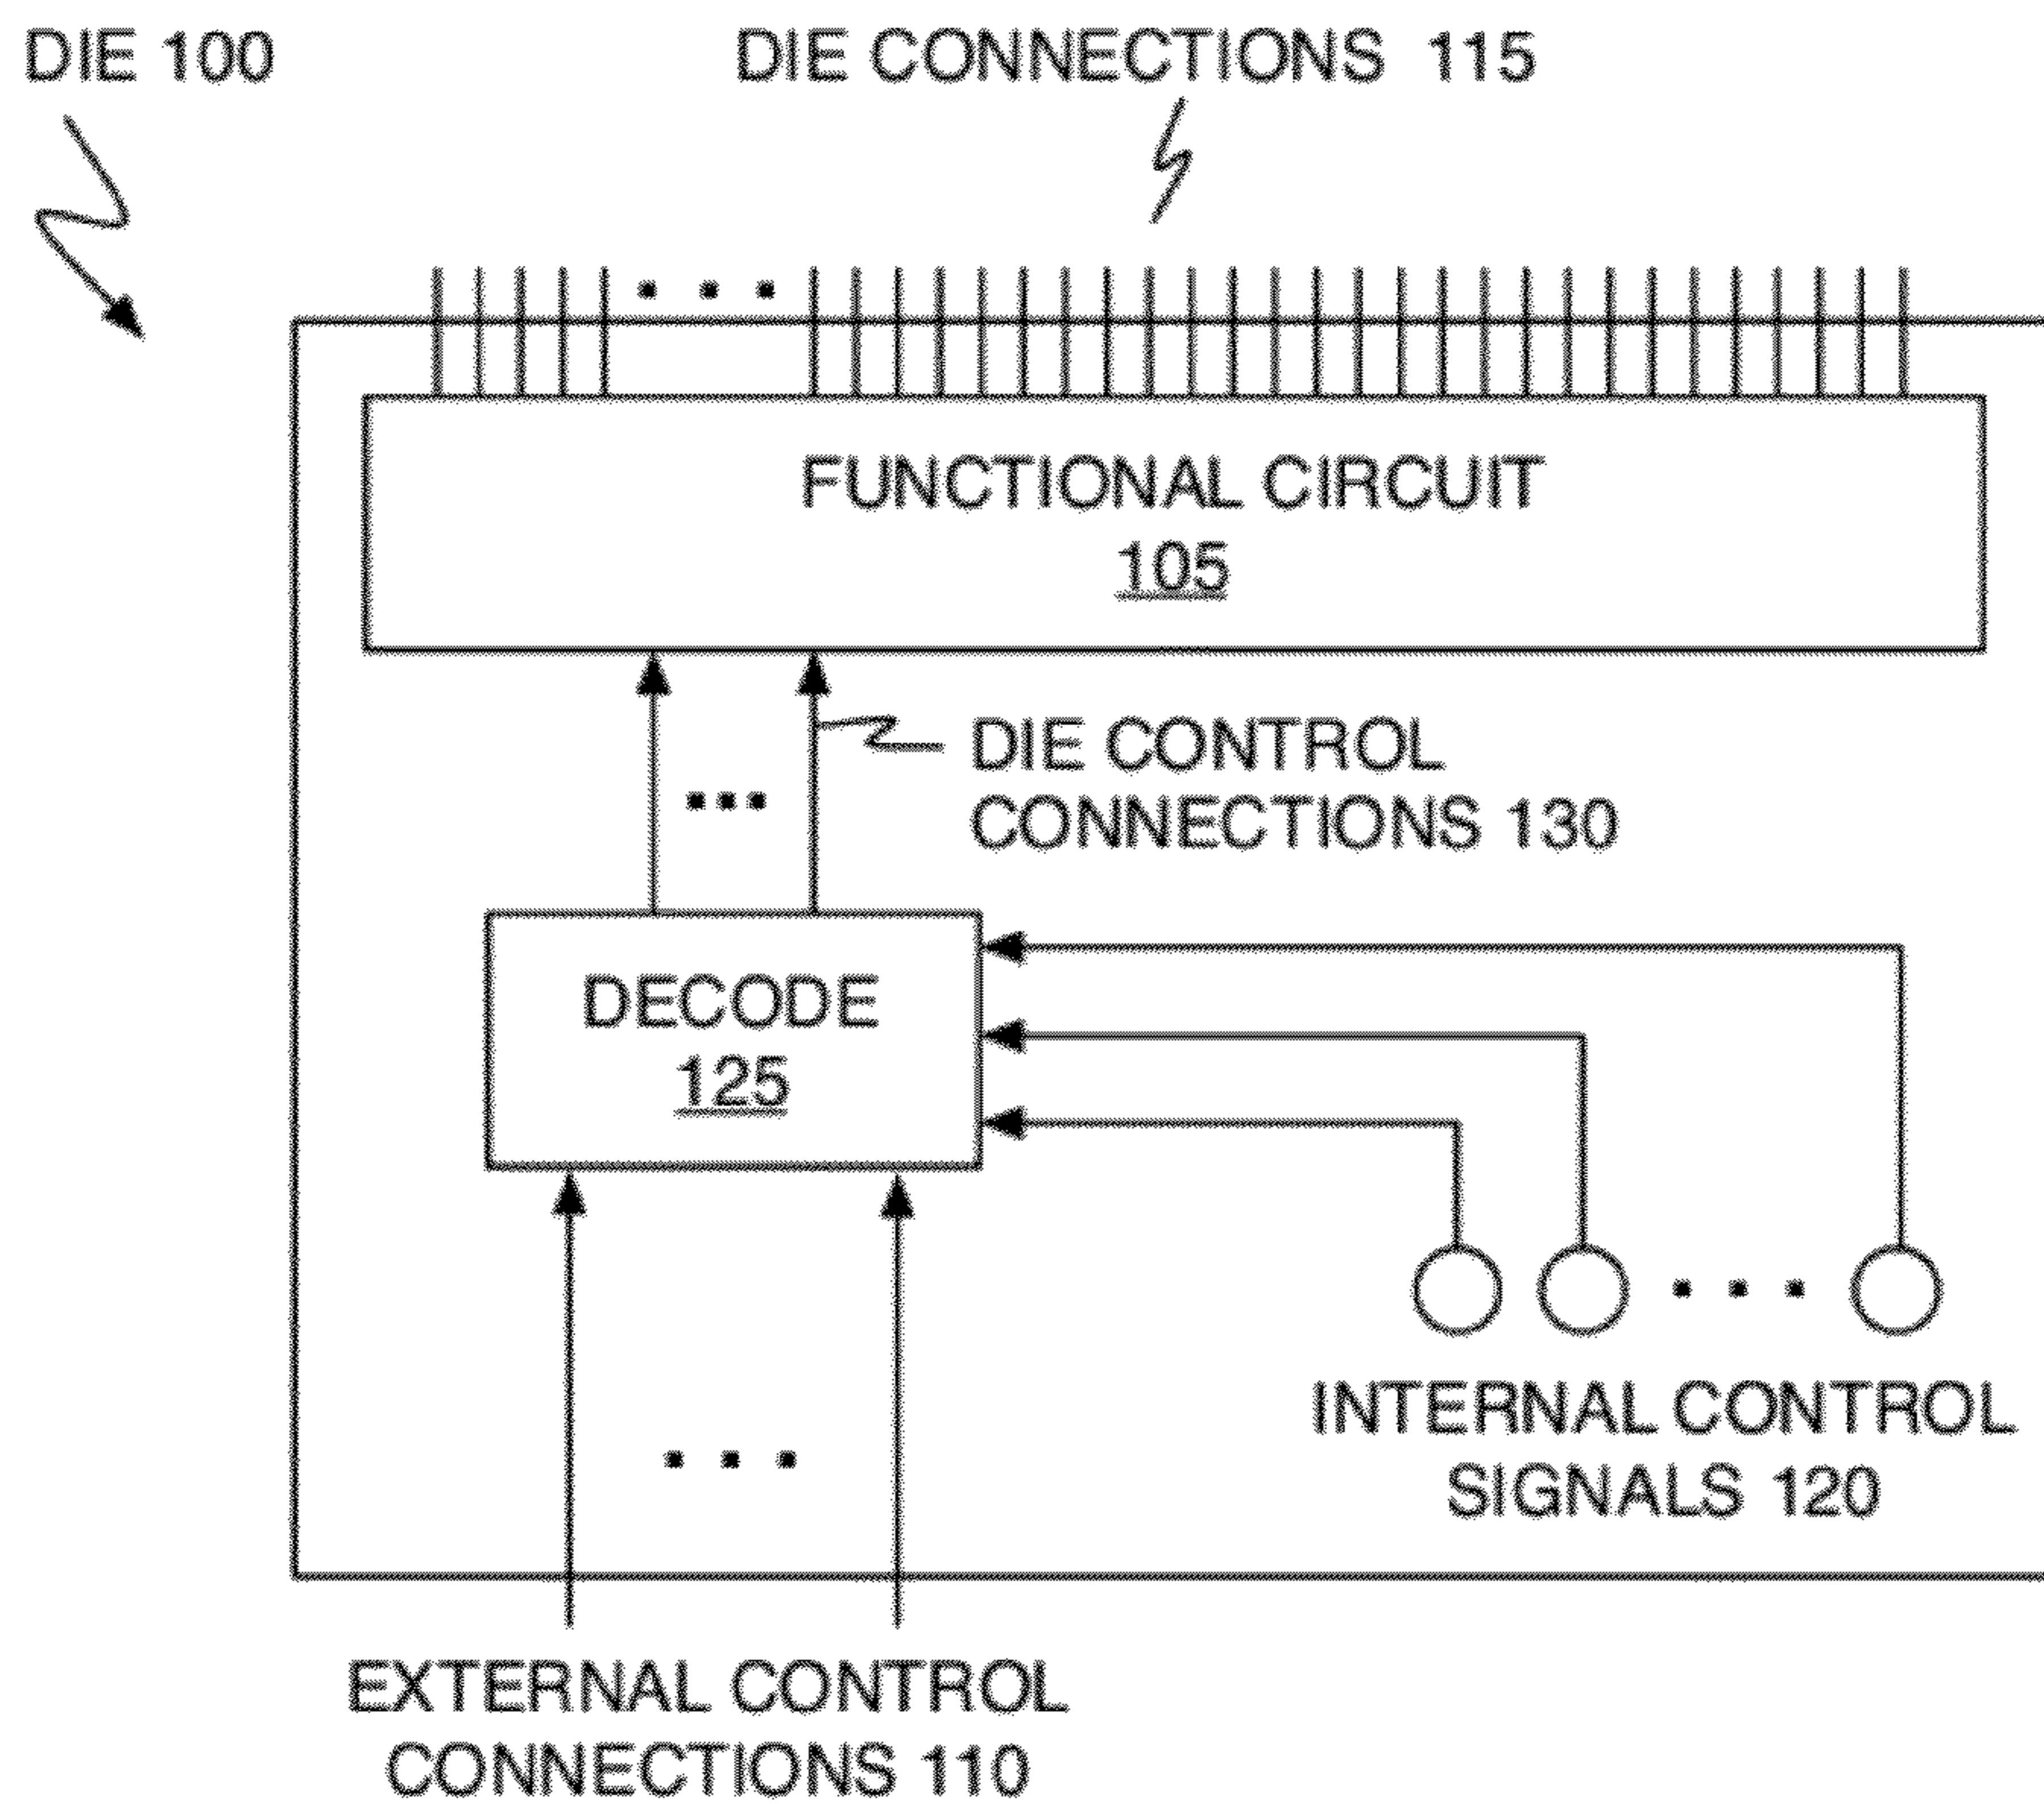 DIE 100
DIE CONNECTIONS 115
FUNCTIONAL CIRCUIT
105
DIE CONTROL
CONNECTIONS 130
DECODE
125
INTERNAL CONTROL
SIGNALS 120
EXTERNAL CONTROL
CONNECTIONS 110